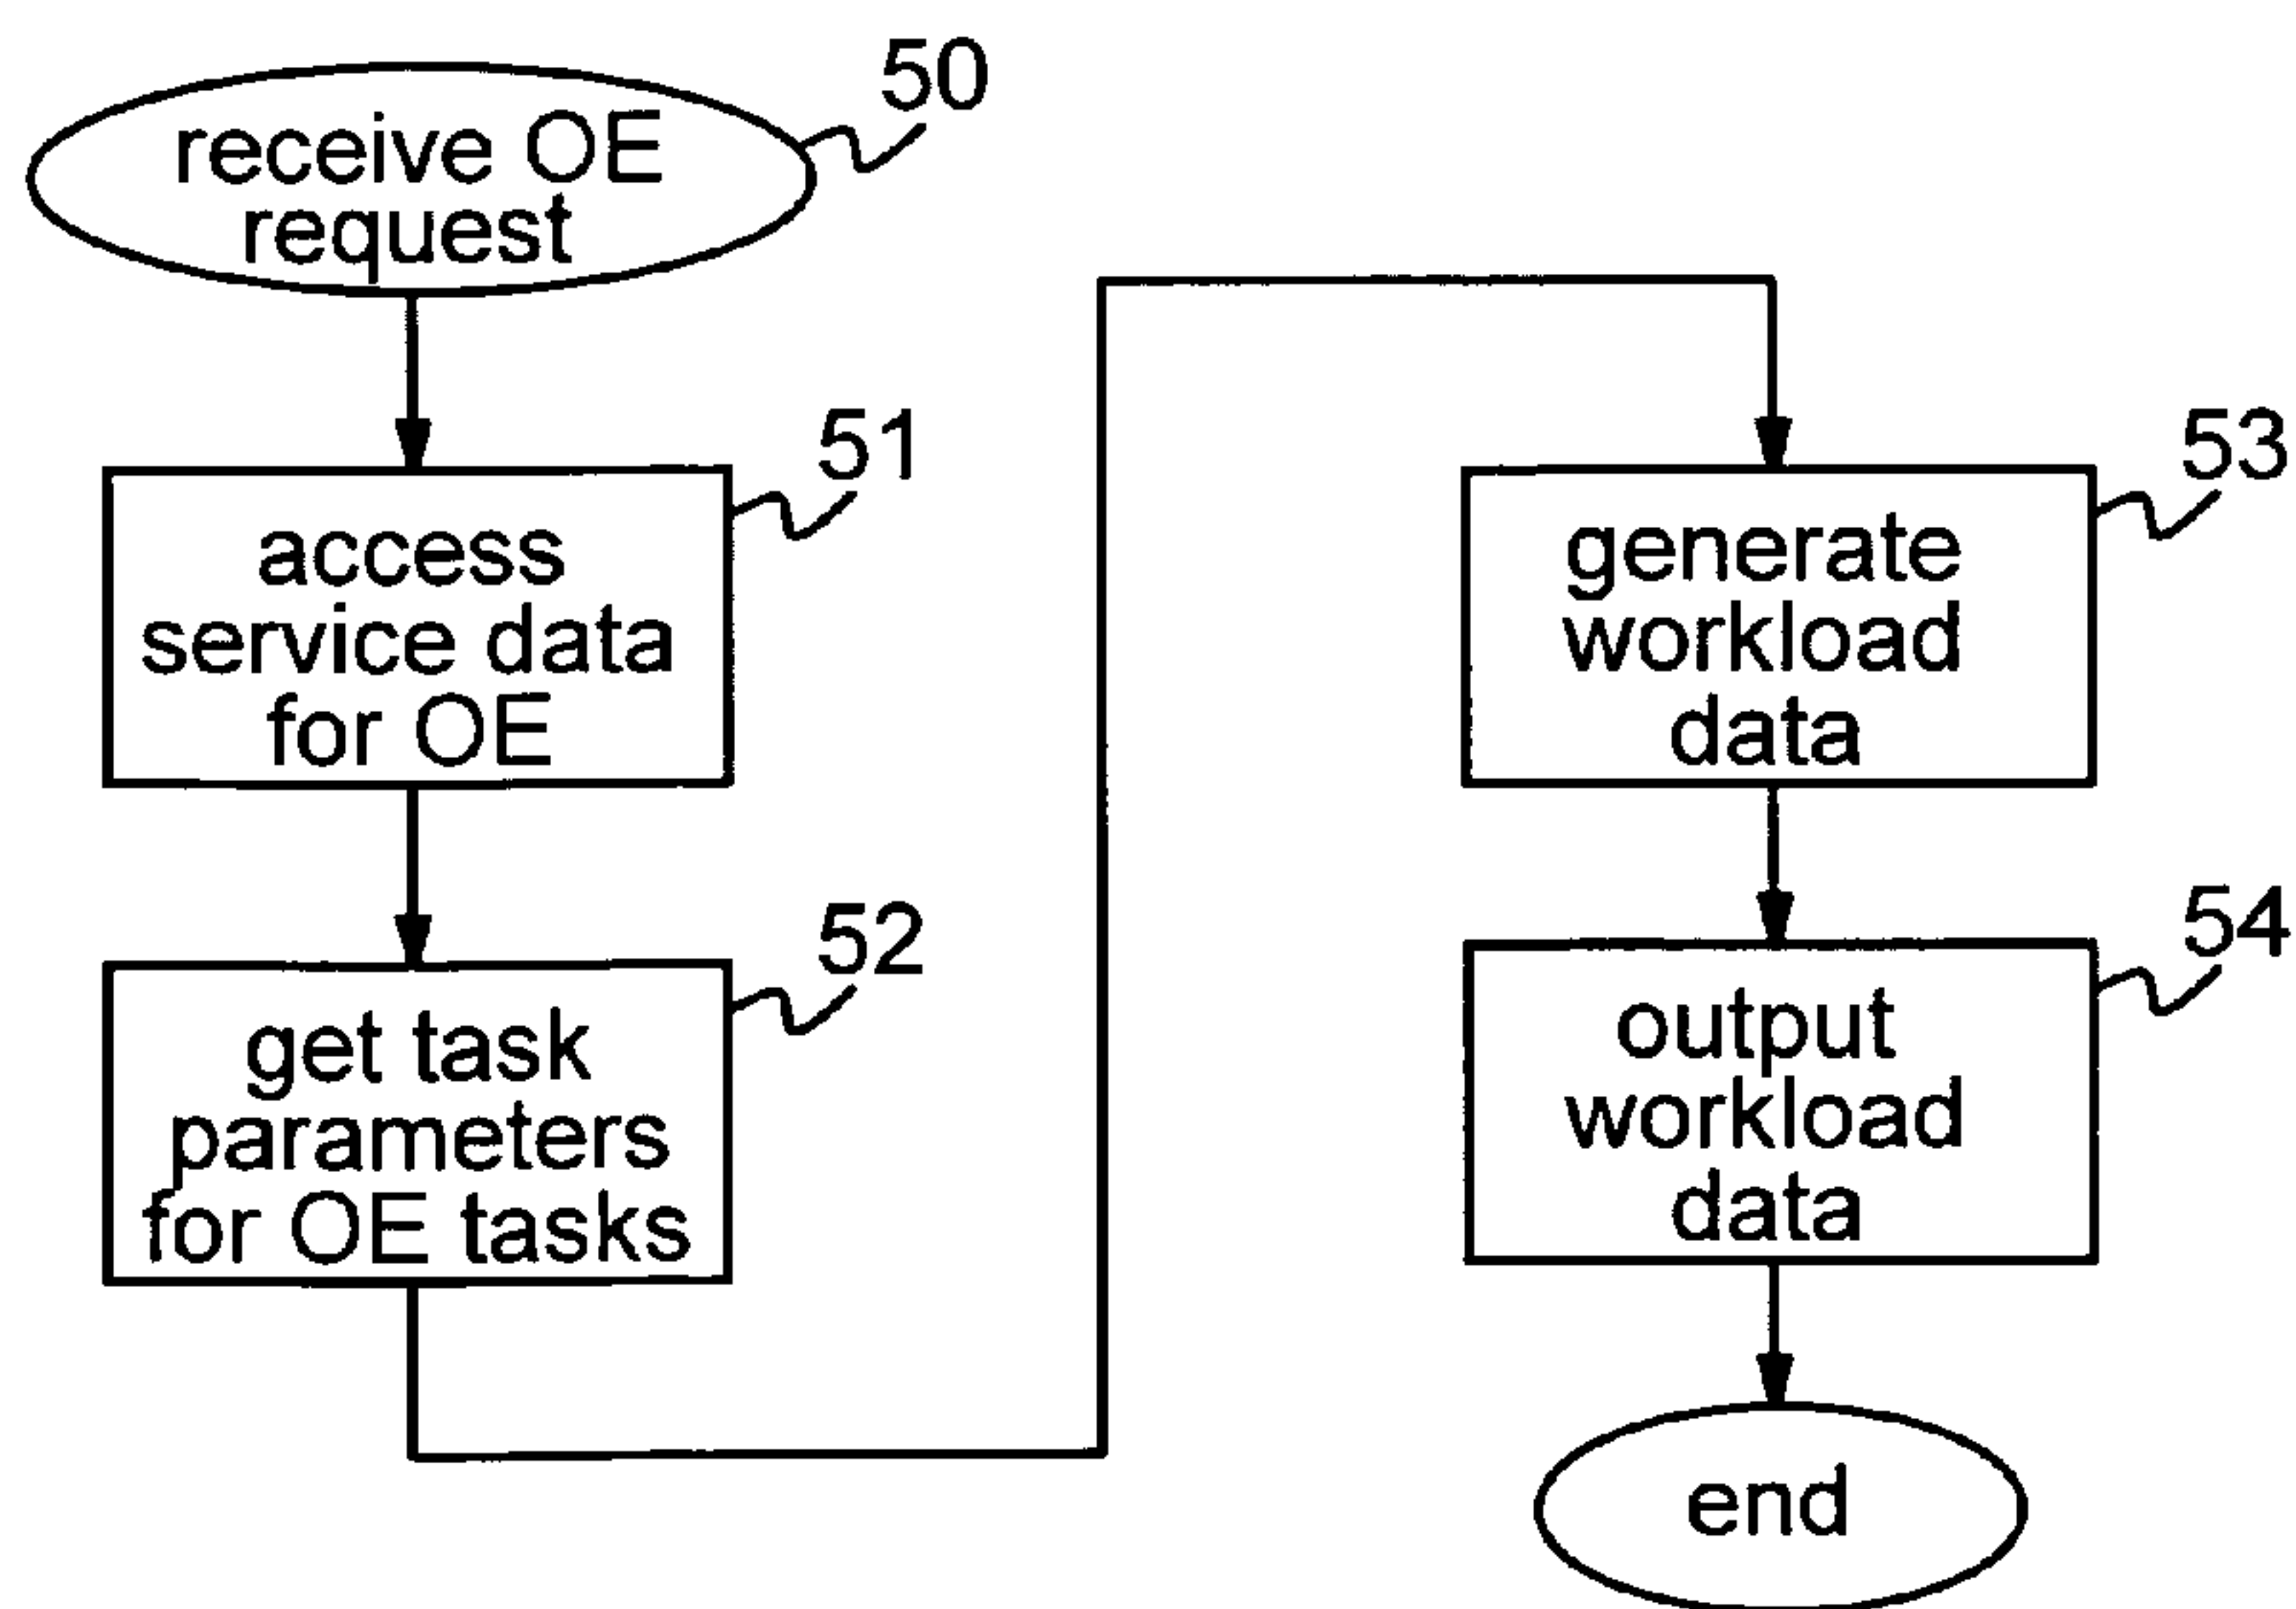 50
receive OE
request
51
access
service data
for OE
52
get task
parameters
for OE tasks
53
generate
workload
data
54
output
workload
data
end